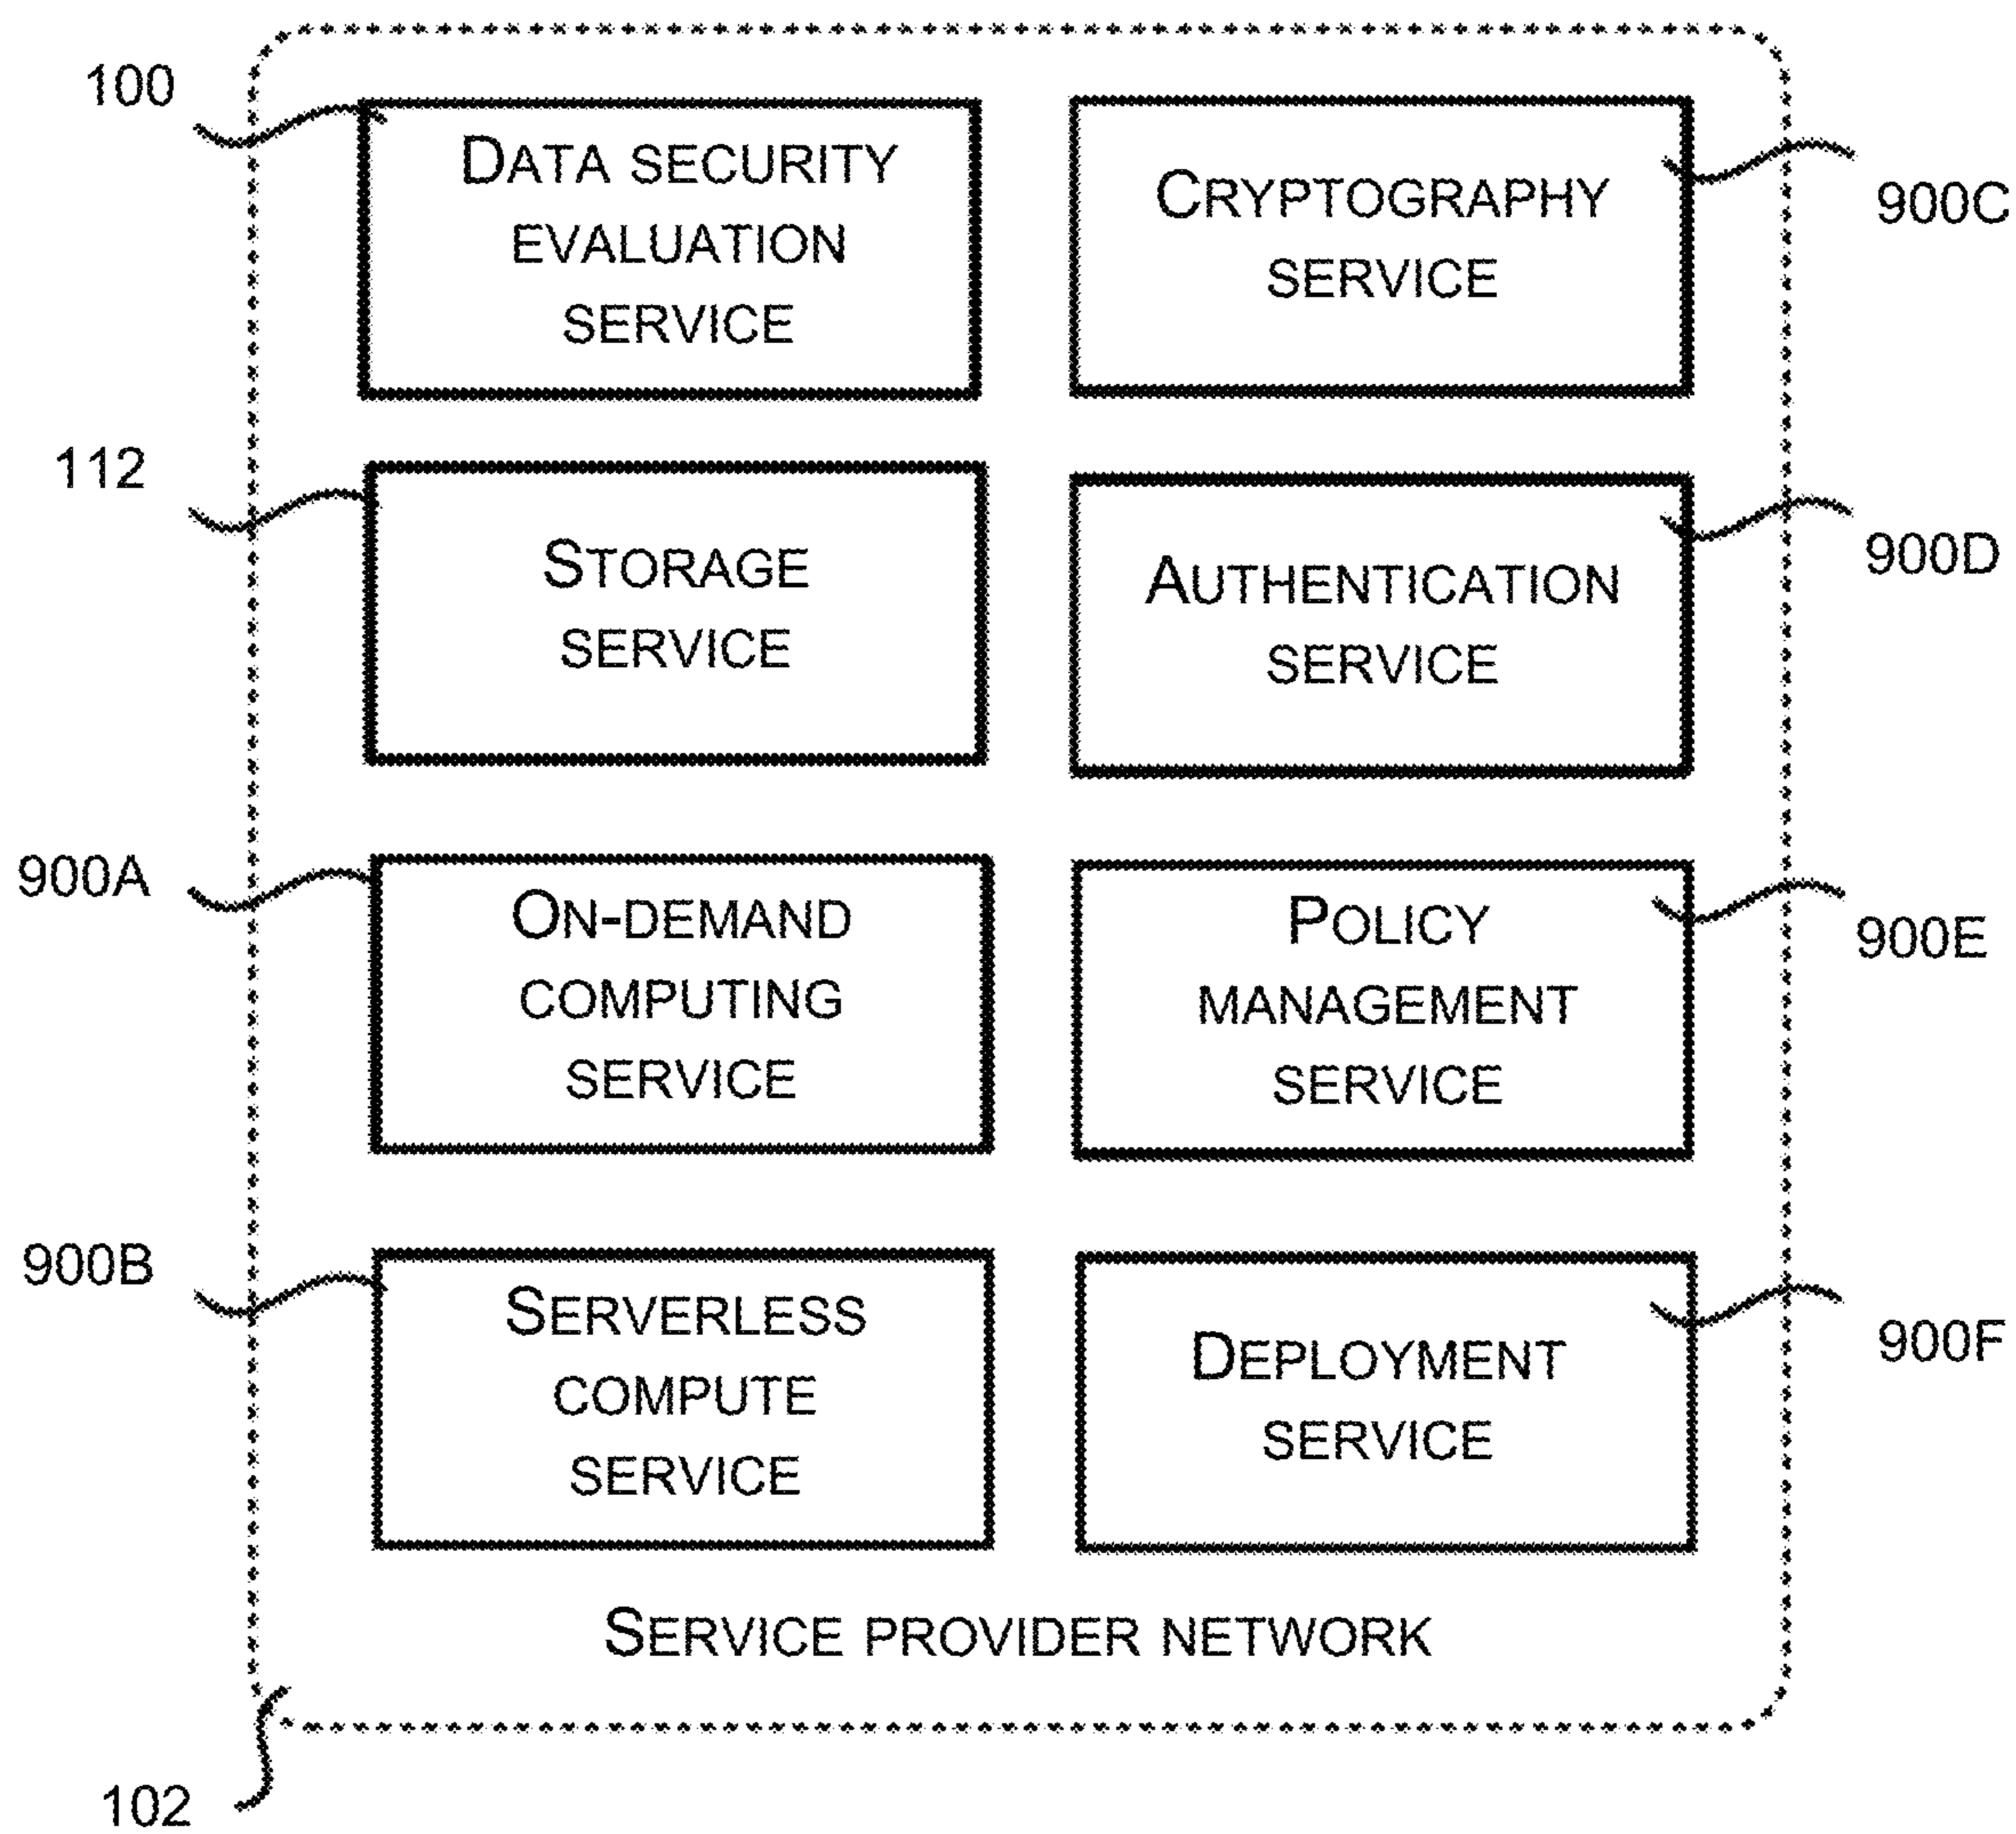 100
DATA SECURITY
EVALUATION
SERVICE
CRYPTOGRAPHY
SERVICE
900C
112
STORAGE
SERVICE
AUTHENTICATION
SERVICE
900D
900A
ON-DEMAND
COMPUTING
SERVICE
POLICY
MANAGEMENT
SERVICE
900E
900B
SERVERLESS
COMPUTE
SERVICE
DEPLOYMENT
SERVICE
900F
SERVICE PROVIDER NETWORK
102